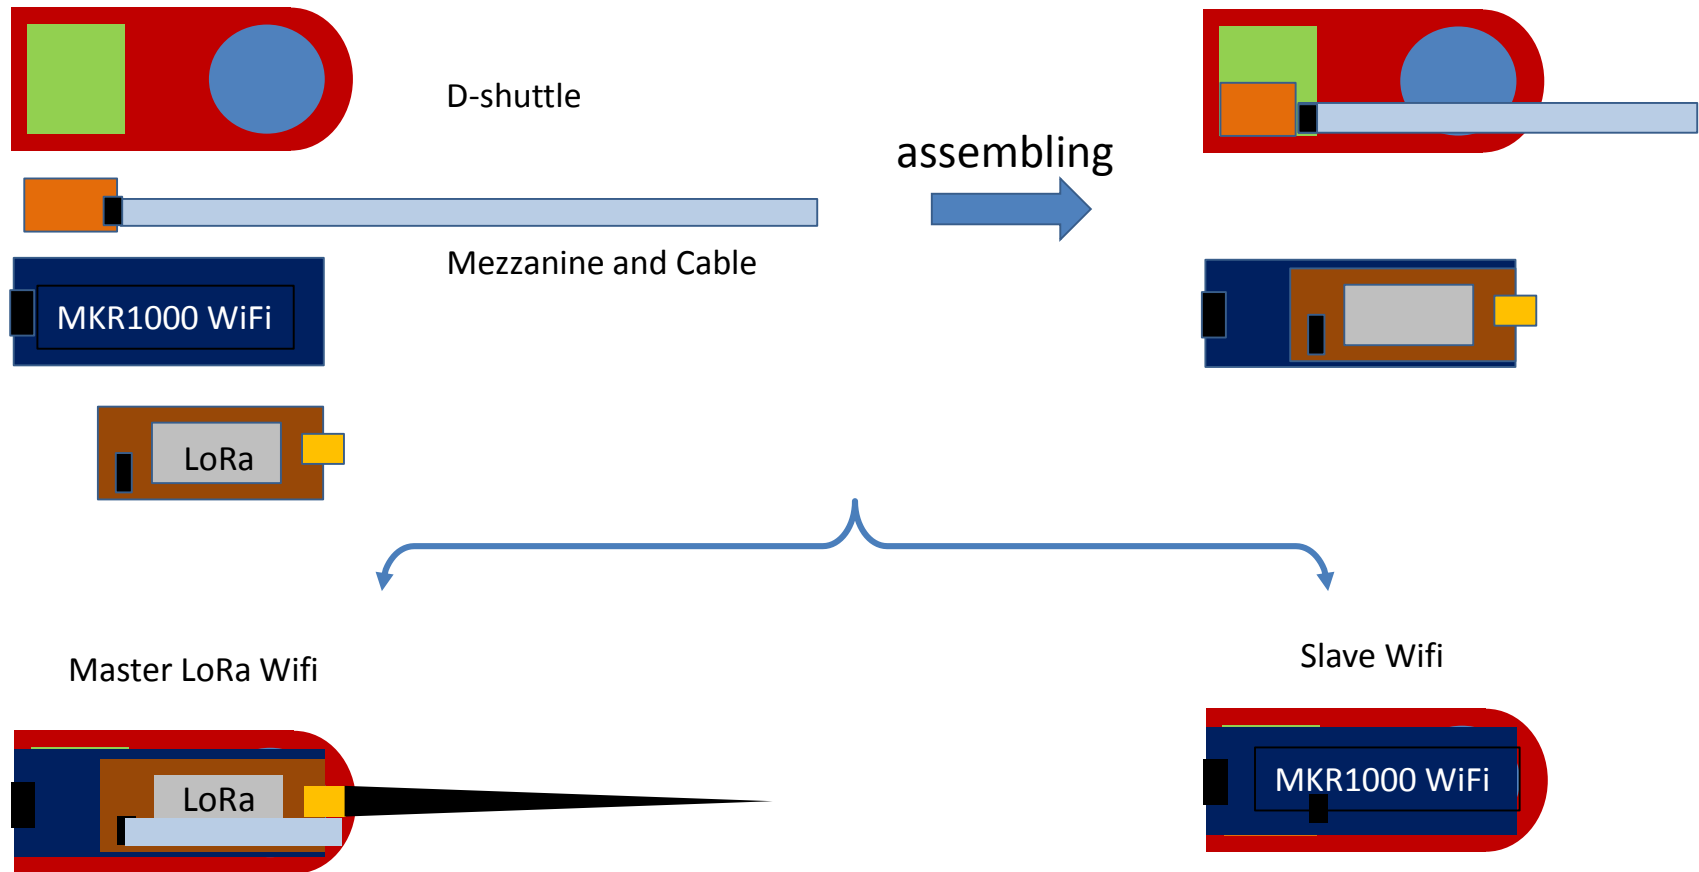 D-shuttle
assembling
Mezzanine and Cable
MKR1000 WiFi
LoRa
Master LoRa Wifi
Slave Wifi
LoRa
MKR1000 WiFi